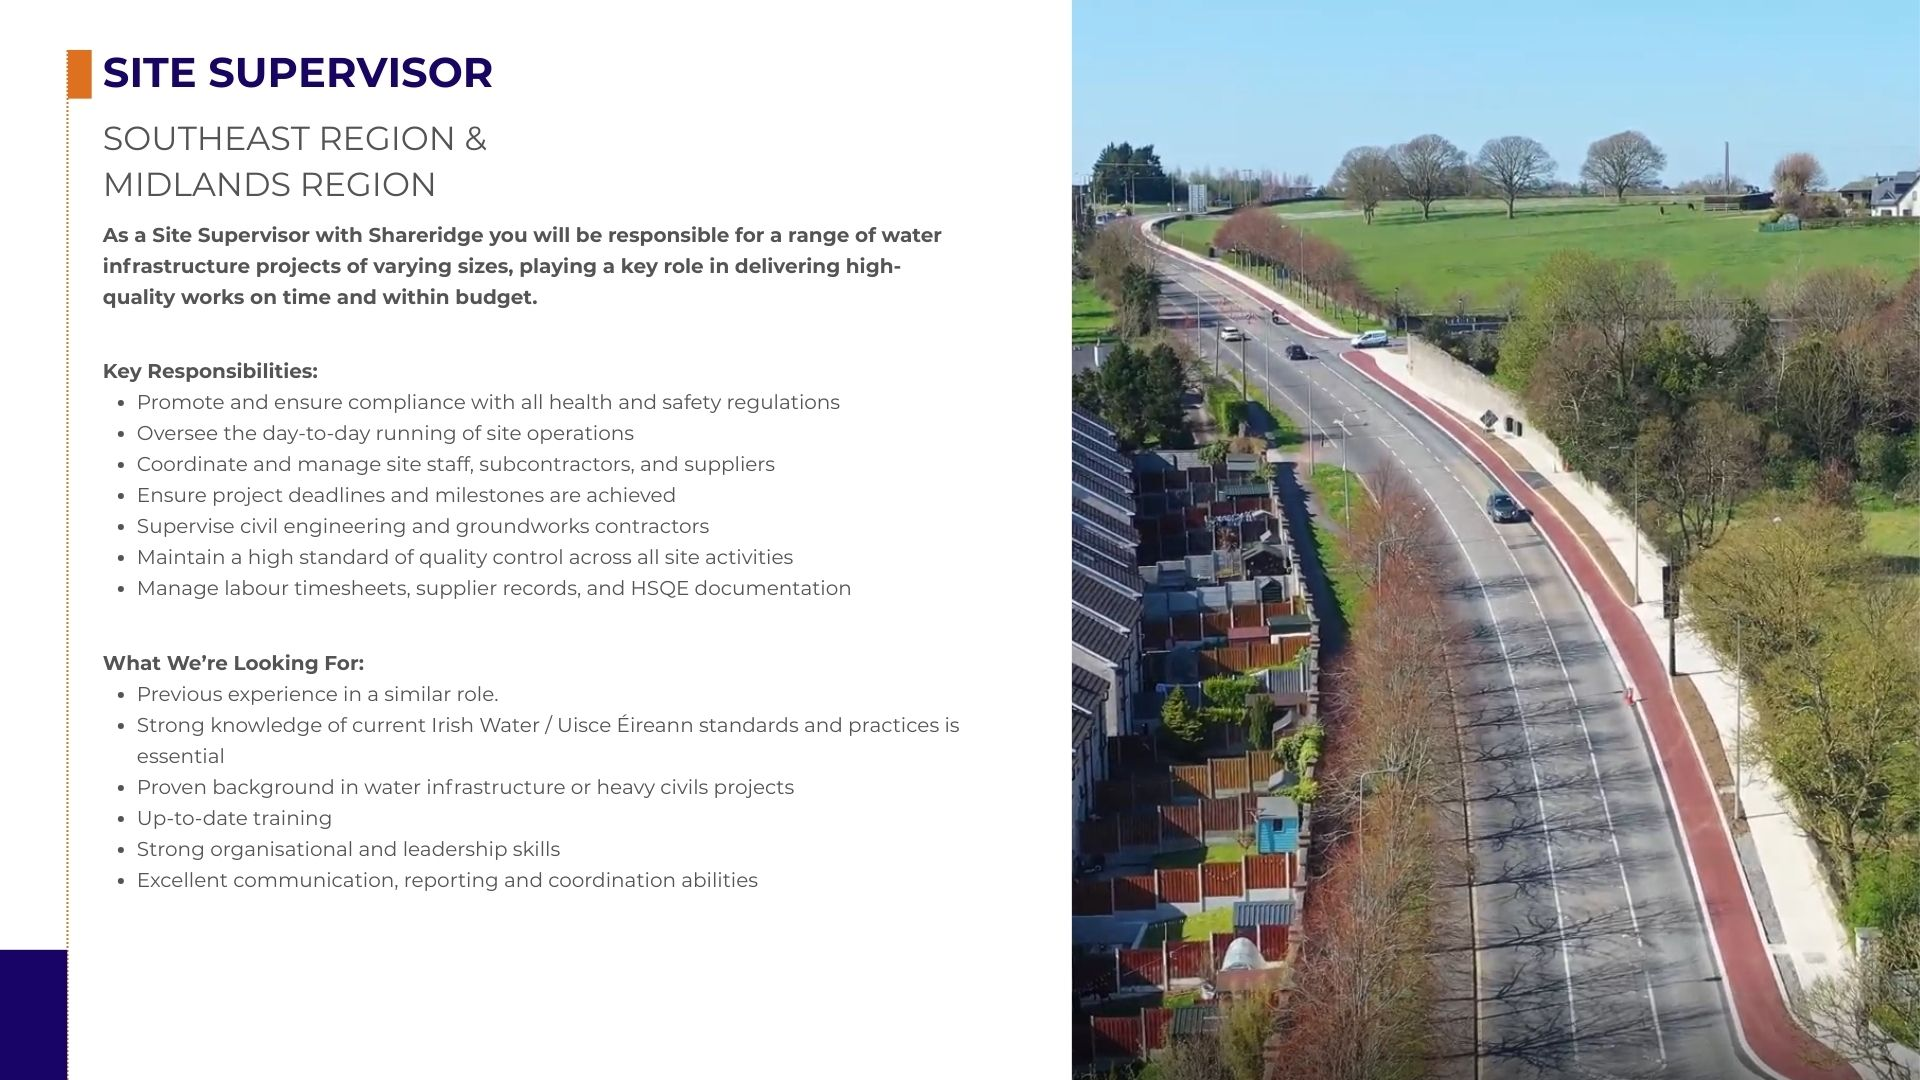 SITE SUPERVISOR
SOUTHEAST REGION &
MIDLANDS REGION
As a Site Supervisor with Shareridge you will be responsible for a range of water
infrastructure projects of varying sizes, playing a key role in delivering high-
quality works on time and within budget.
Key Responsibilities:
• Promote and ensure compliance with all health and safety regulations
• Oversee the day-to-day running of site operations
• Coordinate and manage site staff, subcontractors, and suppliers
• Ensure project deadlines and milestones are achieved
• Supervise civil engineering and groundworks contractors
• Maintain a high standard of quality control across all site activities
• Manage labour timesheets, supplier records, and HSQE documentation
What We’re Looking For:
• Previous experience in a similar role.
• Strong knowledge of current Irish Water / Uisce Éireann standards and practices is
essential
• Proven background in water infrastructure or heavy civils projects
• Up-to-date training
• Strong organisational and leadership skills
• Excellent communication, reporting and coordination abilities